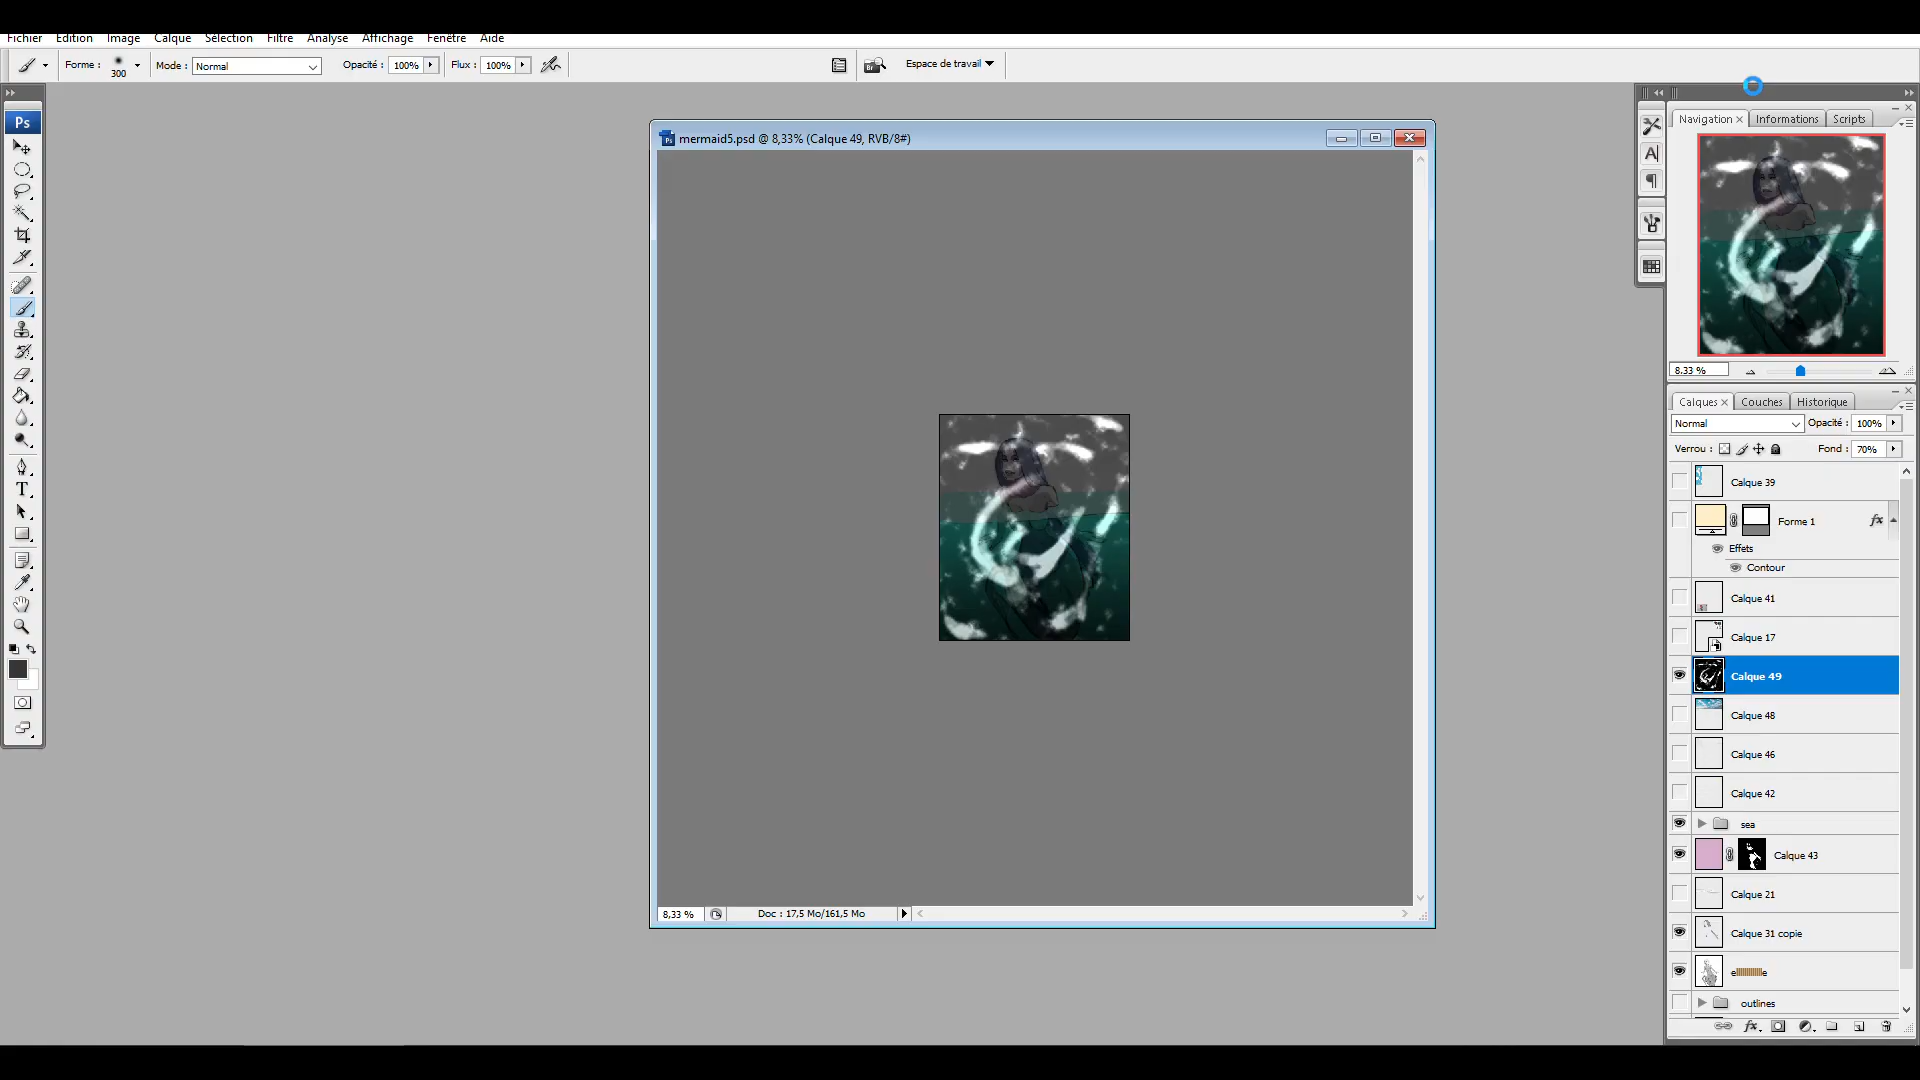 Fichier Edition Image Calque Sélection Filtre Analyse Affichage Fenêtre Aide
Forme : 300 Mode : Normal Opacité : 100% Flux : 100% Br Espace de travail
Ps
mermaid5.psd @ 8,33% (Calque 49, RVB/8#)
8,33 % Doc : 17,5 Mo/161,5 Mo
Navigation Informations Scripts
8.33 %
Calques Couches Historique
Normal Opacité : 100%
Verrou : Fond : 70%
Calque 39
Forme 1 fx
Effets
Contour
Calque 41
Calque 17
Calque 49
Calque 48
Calque 46
Calque 42
sea
Calque 43
Calque 21
Calque 31 copie
outlines
fx